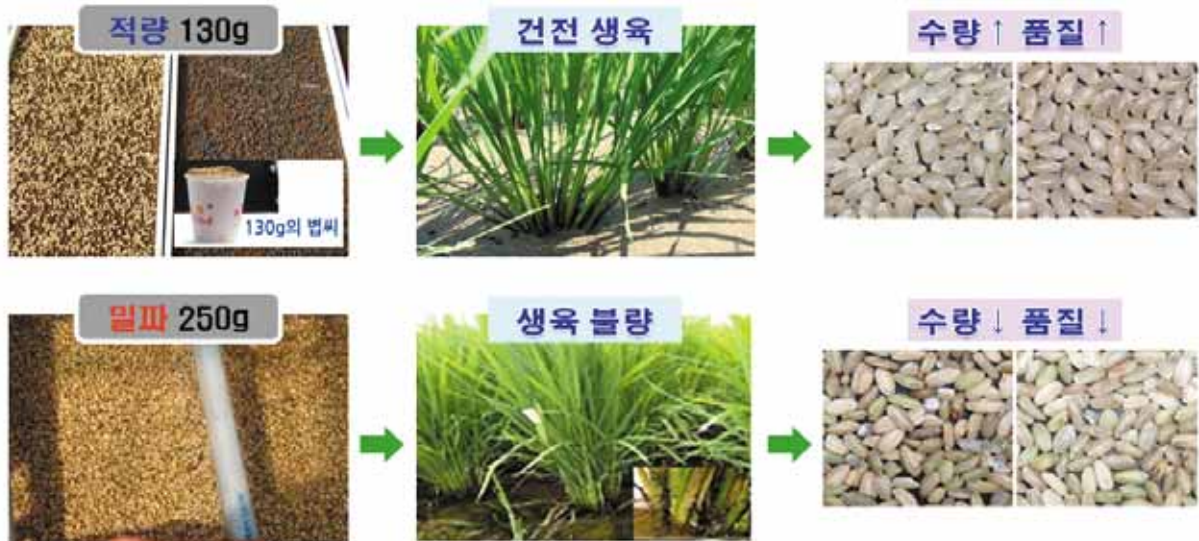 적량 130g
건전 생육
수량↑ 품질↑
130g의 볍씨
밀파 250g
생육 불량
수량↓ 품질↓